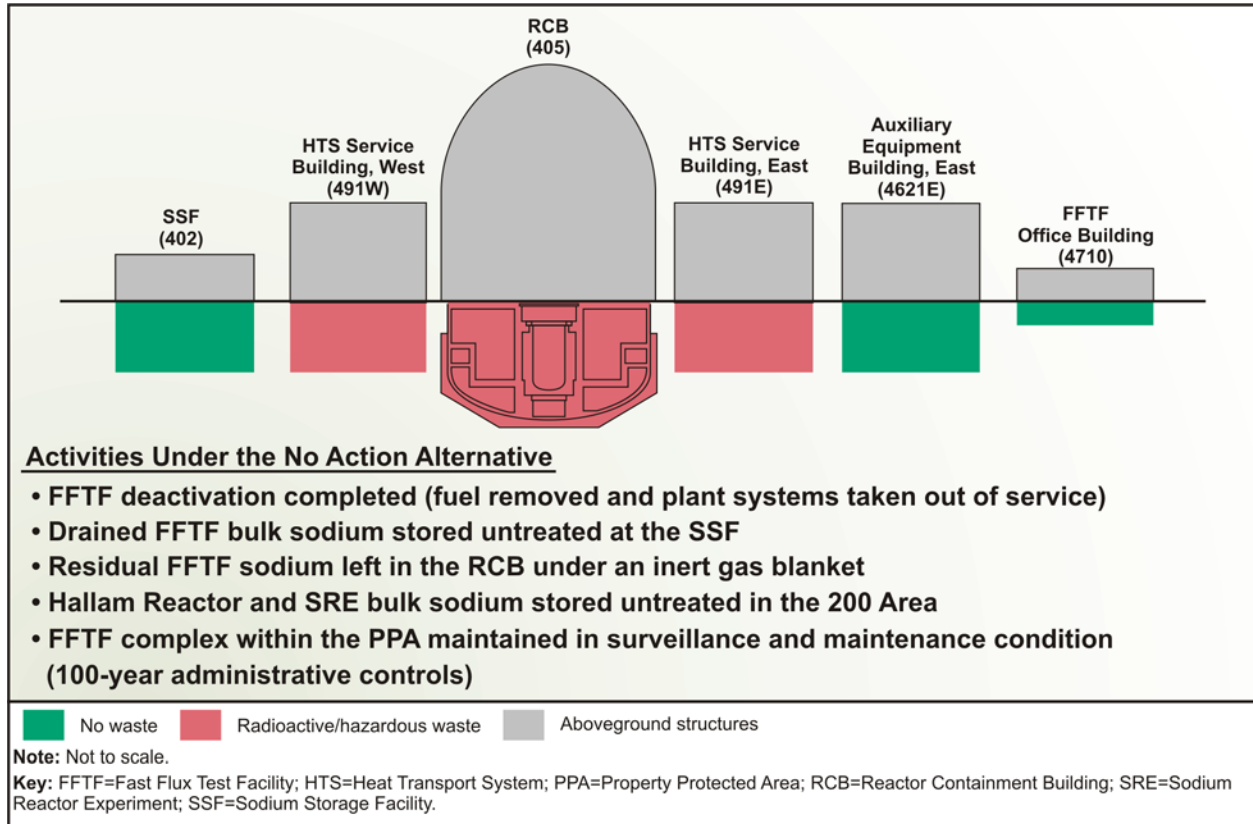 RCB
(405)
HTS Service
Building, West
(491W)
HTS Service
Building, East
(491E)
Auxiliary
Equipment
Building, East
(4621E)
SSF
(402)
FFTF
Office Building
(4710)
Activities Under the No Action Alternative
• FFTF deactivation completed (fuel removed and plant systems taken out of service)
• Drained FFTF bulk sodium stored untreated at the SSF
• Residual FFTF sodium left in the RCB under an inert gas blanket
• Hallam Reactor and SRE bulk sodium stored untreated in the 200 Area
• FFTF complex within the PPA maintained in surveillance and maintenance condition
(100-year administrative controls)
No waste
Radioactive/hazardous waste
Aboveground structures
Note: Not to scale.
Key: FFTF=Fast Flux Test Facility; HTS=Heat Transport System; PPA=Property Protected Area; RCB=Reactor Containment Building; SRE=Sodium
Reactor Experiment; SSF=Sodium Storage Facility.